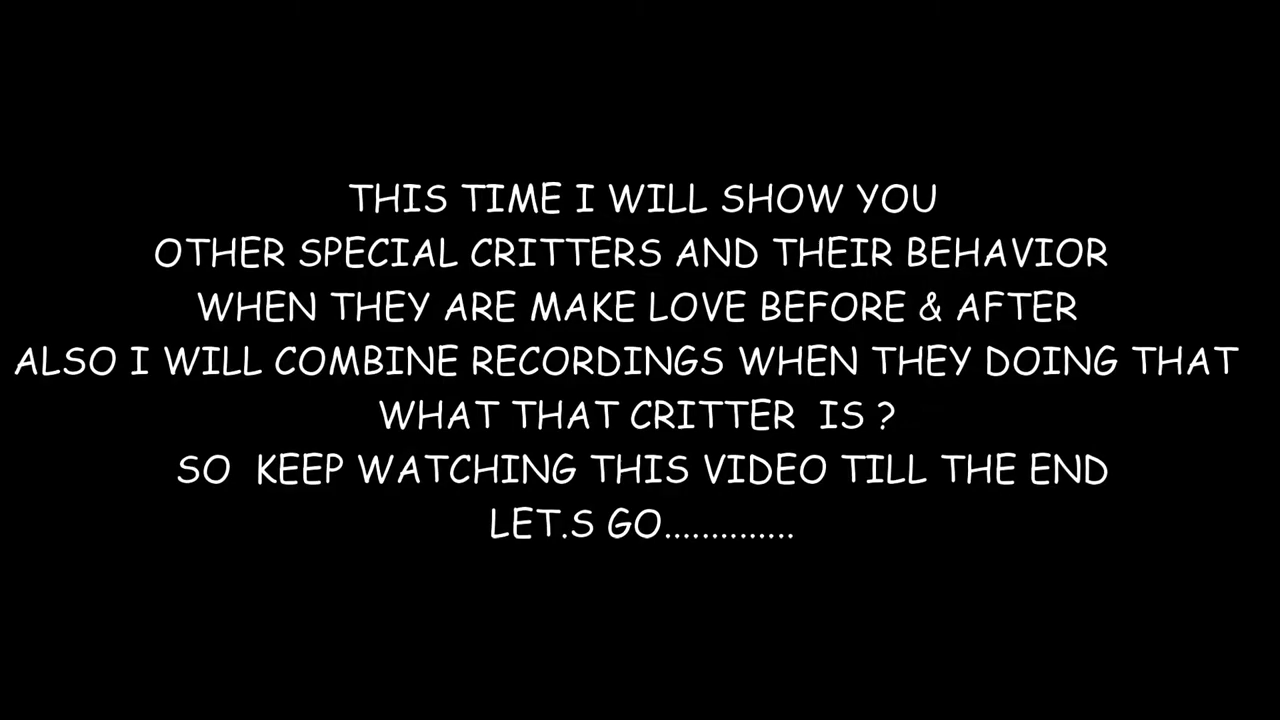 THIS TIME I WILL SHOW YOU
OTHER SPECIAL CRITTERS AND THEIR BEHAVIOR
WHEN THEY ARE MAKE LOVE BEFORE & AFTER
ALSO I WILL COMBINE RECORDINGS WHEN THEY DOING THAT
WHAT THAT CRITTER  IS ?
SO  KEEP WATCHING THIS VIDEO TILL THE END
LET.S GO..............